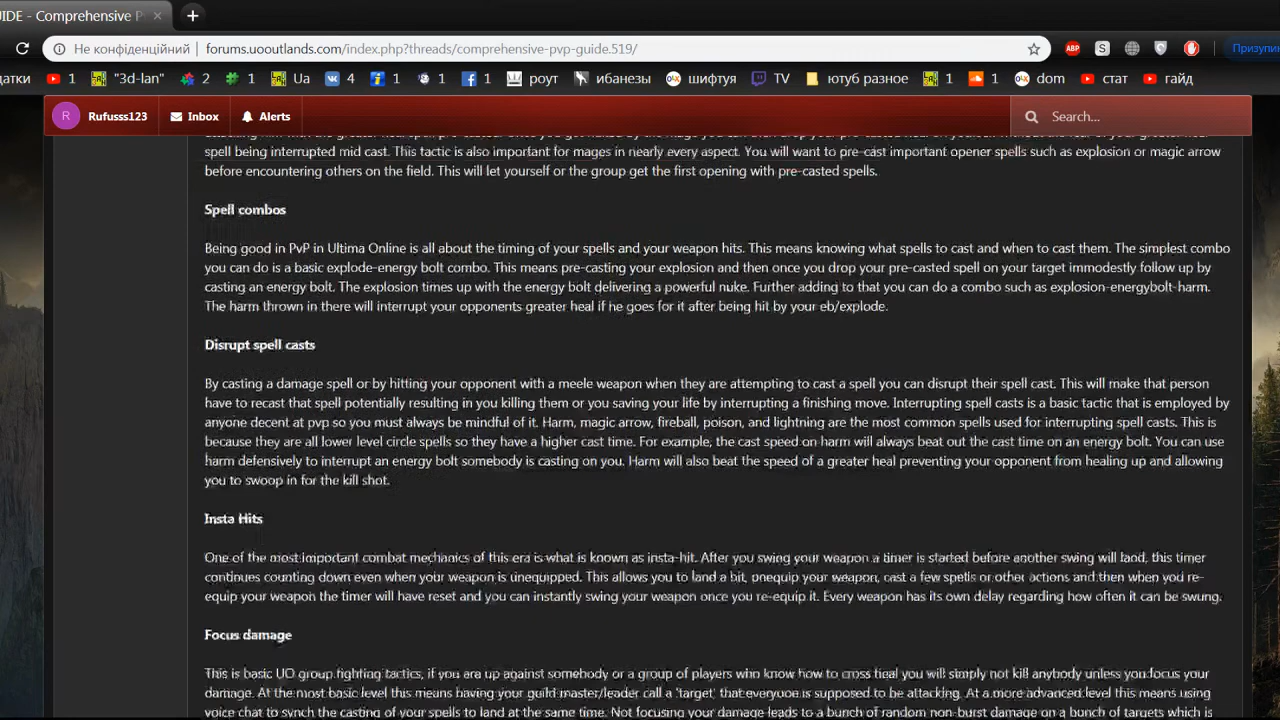 IDE - Comprehensive P
Не конфіденційний forums.uooutlands.com/index.php?threads/comprehensive-pvp-guide.519/ ABP S Призупин
датки 1 "3d-lan" 2 1 Ua 4 1 1 1 роут ибанезы шифтуя TV ютуб разное 1 1 dom стат гайд
R Rufusss123 Inbox Alerts Search...
spell being interrupted mid cast. This tactic is also important for mages in nearly every aspect. You will want to pre-cast important opener spells such as explosion or magic arrow
before encountering others on the field. This will let yourself or the group get the first opening with pre-casted spells.
Spell combos
Being good in PvP in Ultima Online is all about the timing of your spells and your weapon hits. This means knowing what spells to cast and when to cast them. The simplest combo
you can do is a basic explode-energy bolt combo. This means pre-casting your explosion and then once you drop your pre-casted spell on your target immodestly follow up by
casting an energy bolt. The explosion times up with the energy bolt delivering a powerful nuke. Further adding to that you can do a combo such as explosion-energybolt-harm.
The harm thrown in there will interrupt your opponents greater heal if he goes for it after being hit by your eb/explode.
Disrupt spell casts
By casting a damage spell or by hitting your opponent with a meele weapon when they are attempting to cast a spell you can disrupt their spell cast. This will make that person
have to recast that spell potentially resulting in you killing them or you saving your life by interrupting a finishing move. Interrupting spell casts is a basic tactic that is employed by
anyone decent at pvp so you must always be mindful of it. Harm, magic arrow, fireball, poison, and lightning are the most common spells used for interrupting spell casts. This is
because they are all lower level circle spells so they have a higher cast time. For example, the cast speed on harm will always beat out the cast time on an energy bolt. You can use
harm defensively to interrupt an energy bolt somebody is casting on you. Harm will also beat the speed of a greater heal preventing your opponent from healing up and allowing
you to swoop in for the kill shot.
Insta Hits
One of the most important combat mechanics of this era is what is known as insta-hit. After you swing your weapon a timer is started before another swing will land, this timer
continues counting down even when your weapon is unequipped. This allows you to land a hit, unequip your weapon, cast a few spells or other actions and then when you re-
equip your weapon the timer will have reset and you can instantly swing your weapon once you re-equip it. Every weapon has its own delay regarding how often it can be swung.
Focus damage
This is basic UO group fighting tactics, if you are up against somebody or a group of players who know how to cross heal you will simply not kill anybody unless you focus your
damage. At the most basic level this means having your guild master/leader call a 'target' that everyone is supposed to be attacking. At a more advanced level this means using
voice chat to synch the casting of your spells to land at the same time. Not focusing your damage leads to a bunch of random non burst damage on a bunch of targets which is